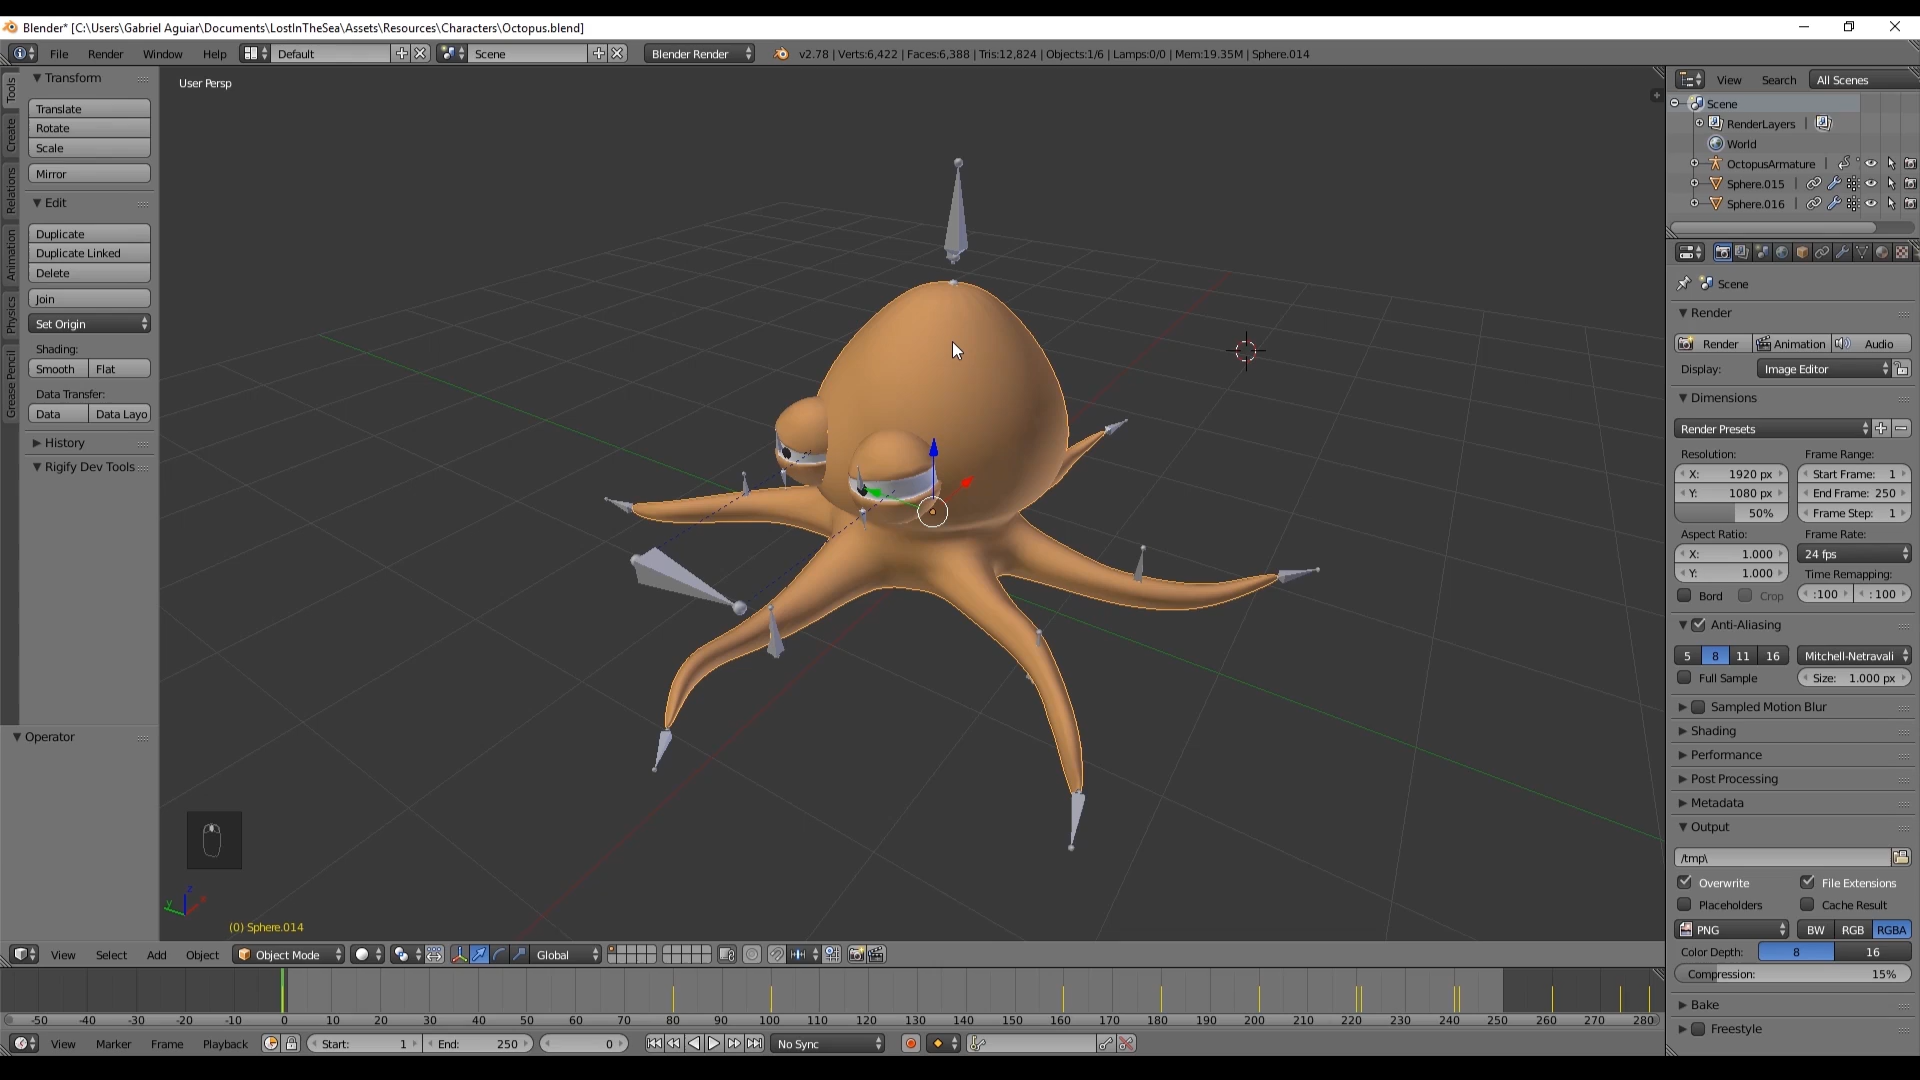 Blender* [C:\Users\Gabriel Aguiar\Documents\LostInTheSea\Assets\Resources\Characters\Octopus.blend]
File Render Window Help Default Scene Blender Render v2.78 | Verts:6,422 | Faces:6,388 | Tris:12,824 | Objects:1/6 | Lamps:0/0 | Mem:19.35M | Sphere.014
Tools
Create
Relations
Animation
Physics
Grease Pencil
Transform
Translate
Rotate
Scale
Mirror
Edit
Duplicate
Duplicate Linked
Delete
Join
Set Origin
Shading:
Smooth Flat
Data Transfer:
Data Data Layo
History
Rigify Dev Tools
Operator
User Persp
y z
(0) Sphere.014
View Select Add Object Object Mode Global
-50 -40 -30 -20 -10 0 10 20 30 40 50 60 70 80 90 100 110 120 130 140 150 160 170 180 190 200 210 220 230 240 250 260 270 280
View Marker Frame Playback Start: 1 End: 250 0 No Sync
View Search All Scenes
Scene
RenderLayers |
World
OctopusArmature |
Sphere.015 |
Sphere.016 |
Scene
Render
Render Animation Audio
Display: Image Editor
Dimensions
Render Presets
Resolution: Frame Range:
X: 1920 px Start Frame: 1
Y: 1080 px End Frame: 250
50% Frame Step: 1
Aspect Ratio: Frame Rate:
X: 1.000 24 fps
Y: 1.000 Time Remapping:
Bord Crop :100 : 100
Anti-Aliasing
5 8 11 16 Mitchell-Netravali
Full Sample Size: 1.000 px
Sampled Motion Blur
Shading
Performance
Post Processing
Metadata
Output
/tmp\
Overwrite File Extensions
Placeholders Cache Result
PNG BW RGB RGBA
Color Depth: 8 16
Compression: 15%
Bake
Freestyle